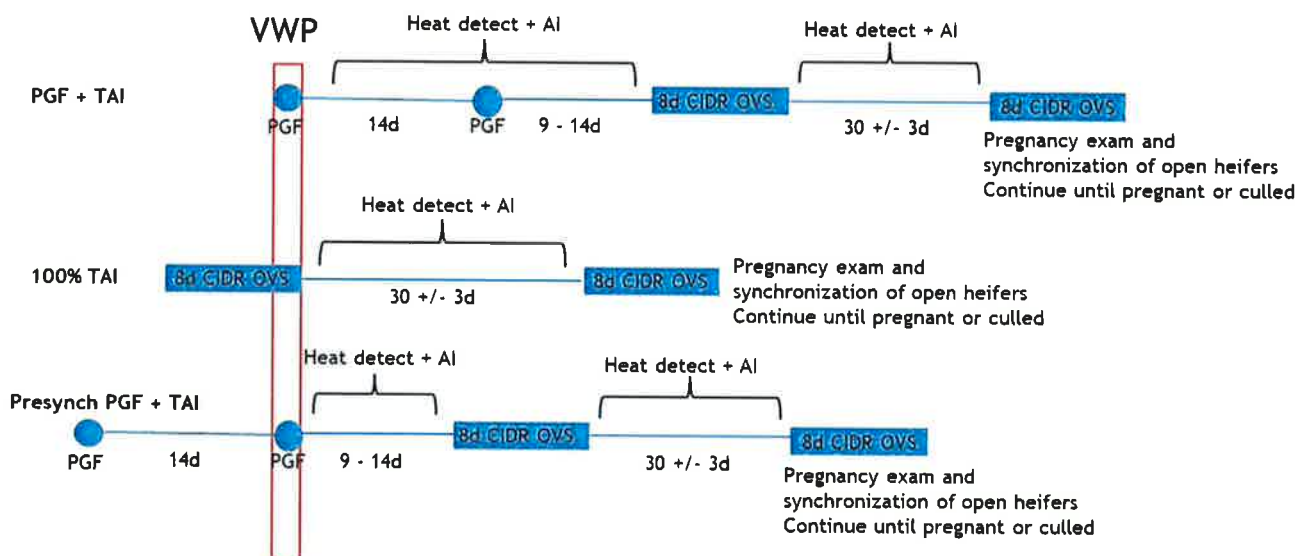 VWP
Heat detect + AI
Heat detect + AI
PGF + TAI
8d CIDR OVS.
8d CIDR OVS.
PGF
14d
PGF
9 - 14d
30 +/- 3d
Pregnancy exam and
synchronization of open heifers
Continue until pregnant or culled
Heat detect + AI
100% TAI
8d CIDR OVS.
8d CIDR OVS.
30 +/- 3d
Pregnancy exam and
synchronization of open heifers
Continue until pregnant or culled
Heat detect + AI
Heat detect + AI
Presynch PGF + TAI
8d CIDR OVS.
8d CIDR OVS.
PGF
14d
PGF
9 - 14d
30 +/- 3d
Pregnancy exam and
synchronization of open heifers
Continue until pregnant or culled